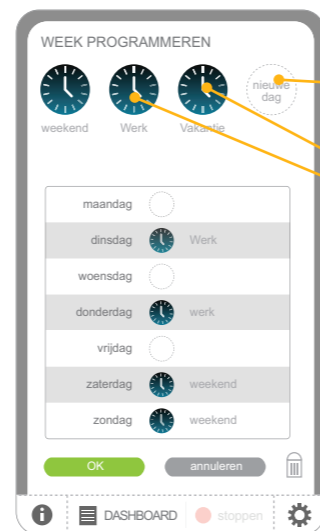 WEEK PROGRAMMEREN
nieuwe
dag
weekend Werk Vakantie
maandag
dinsdag Werk
woensdag
donderdag werk
vrijdag
zaterdag weekend
zondag weekend
OK annuleren
DASHBOARD stoppen